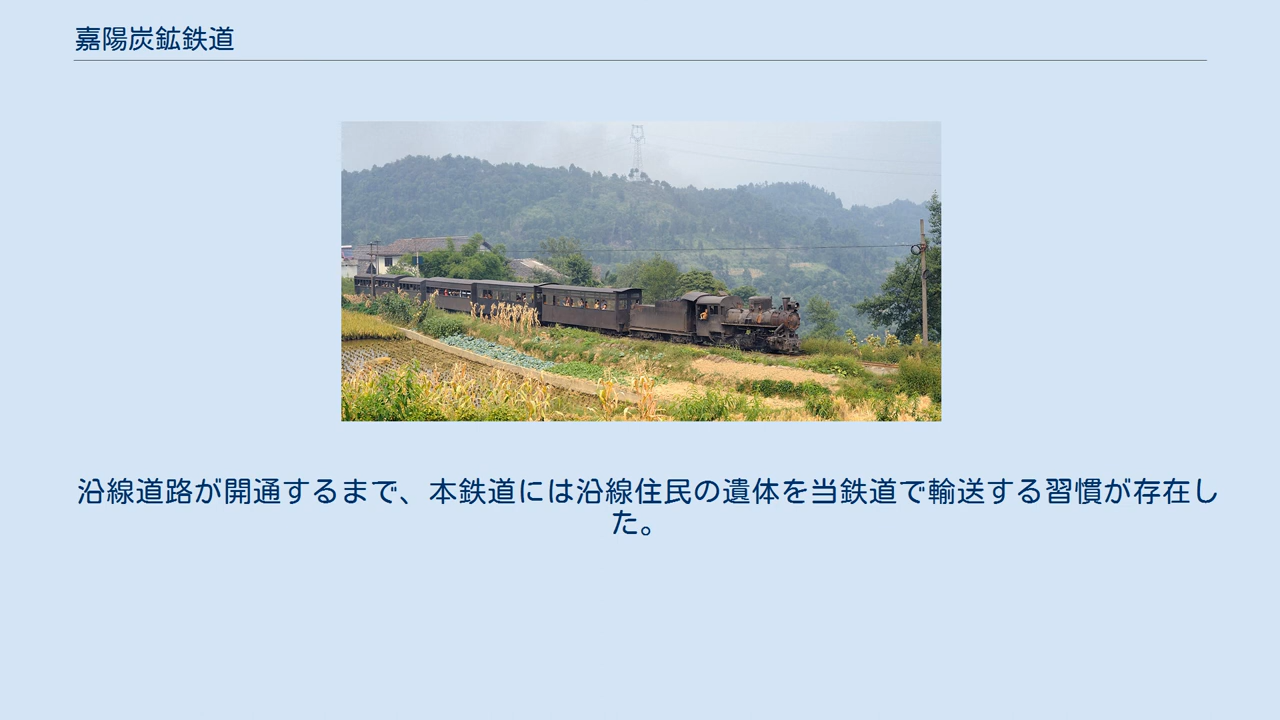 嘉陽炭鉱鉄道
沿線道路が開通するまで、本鉄道には沿線住民の遺体を当鉄道で輸送する習慣が存在し
た。